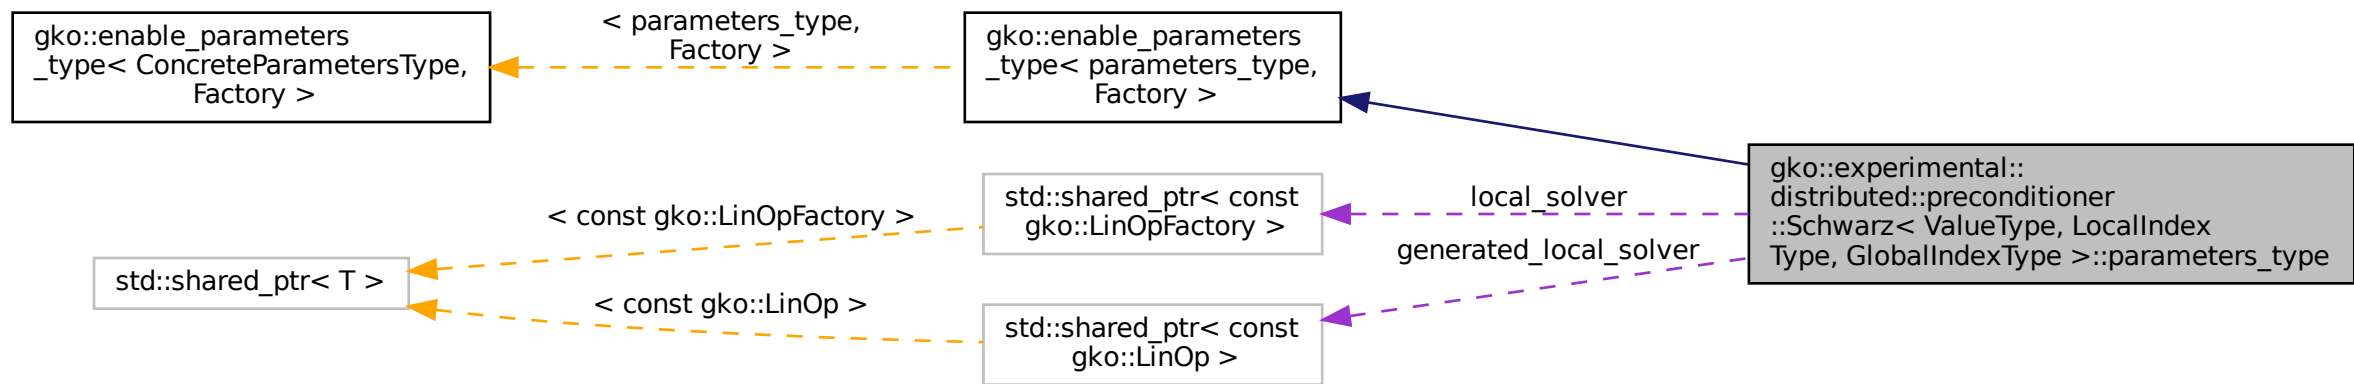 gko::enable_parameters
_type< ConcreteParametersType,
Factory >
< parameters_type,
Factory >
gko::enable_parameters
_type< parameters_type,
Factory >
gko::experimental::
distributed::preconditioner
::Schwarz< ValueType, LocalIndex
Type, GlobalIndexType >::parameters_type
local_solver
generated_local_solver
std::shared_ptr< const
gko::LinOpFactory >
std::shared_ptr< const
gko::LinOp >
< const gko::LinOpFactory >
< const gko::LinOp >
std::shared_ptr< T >